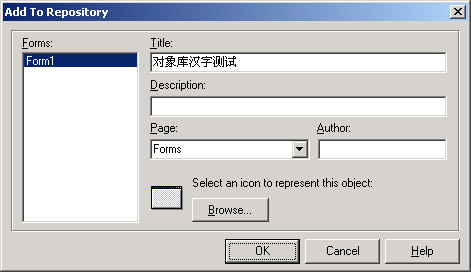 Add To Repository
Forms:
Form1
Title:
对象库汉字测试
Description:
Page:
Author:
Forms
Select an icon to represent this object:
Browse...
OK
Cancel
Help